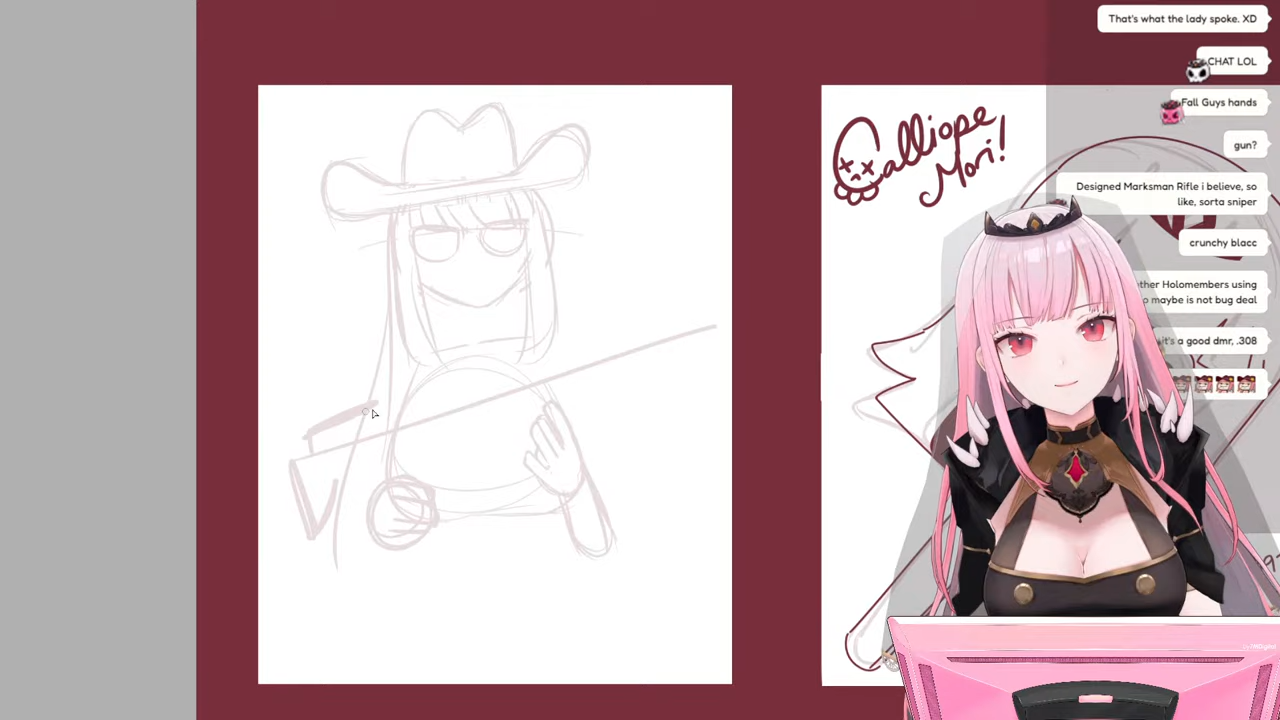 Calliope
Mori!
That's what the lady spoke. XD
CHAT LOL
Fall Guys hands
gun?
Designed Marksman Rifle i believe, so
like, sorta sniper
crunchy blacc
Holomembers using
maybe is not bug deal
it's a good dmr, .308